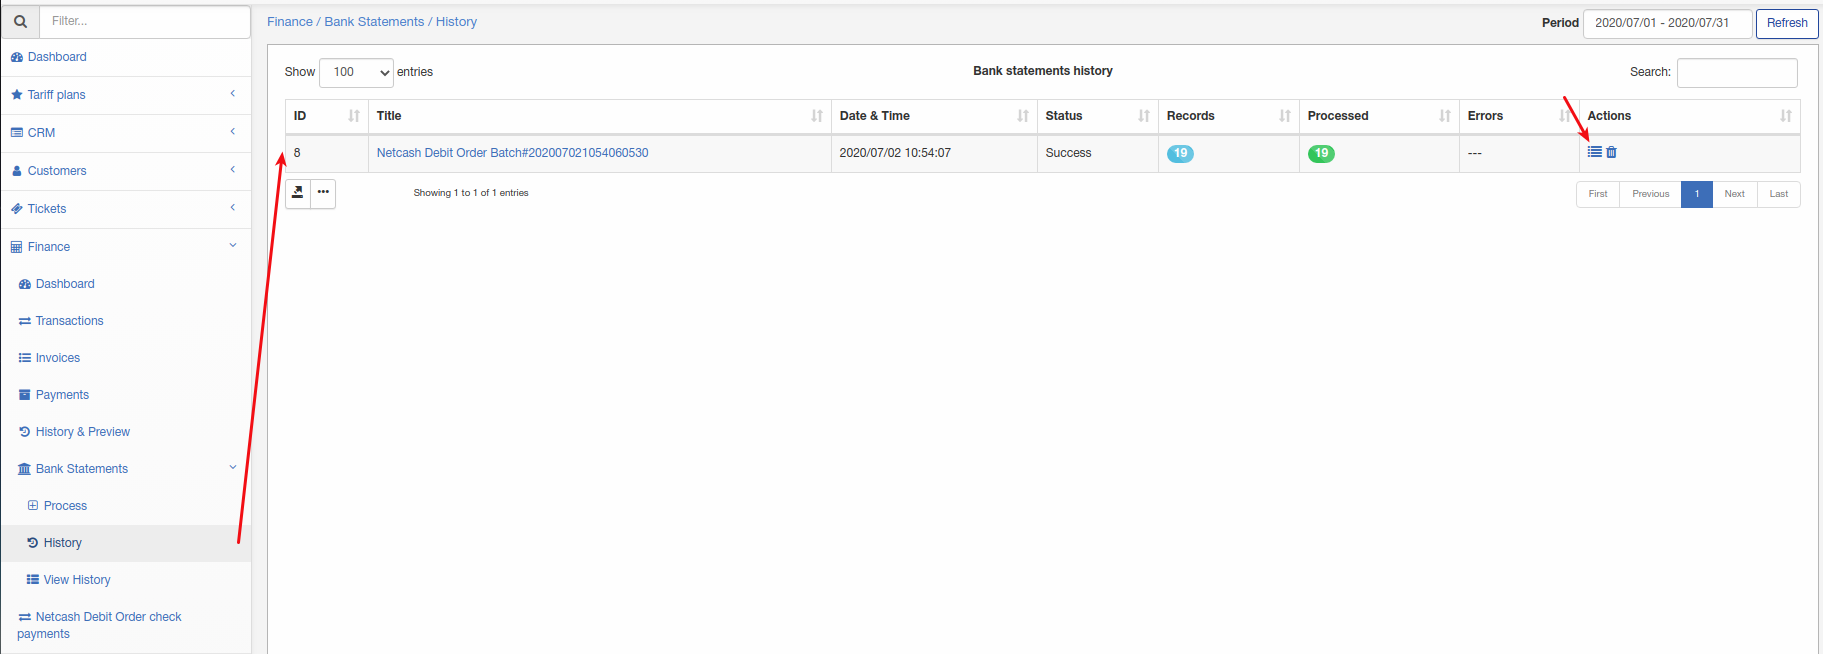 Filter...
Finance / Bank Statements / History
Period 2020/07/01 - 2020/07/31 Refresh
Dashboard
Tariff plans
CRM
Customers
Tickets
Finance
Dashboard
Transactions
Invoices
Payments
History & Preview
Bank Statements
Process
History
View History
Netcash Debit Order check
payments
Show 100 entries
Bank statements history
Search:
ID Title Date & Time Status Records Processed Errors Actions
8 Netcash Debit Order Batch#202007021054060530 2020/07/02 10:54:07 Success 19 19 ---
Showing 1 to 1 of 1 entries
First Previous 1 Next Last